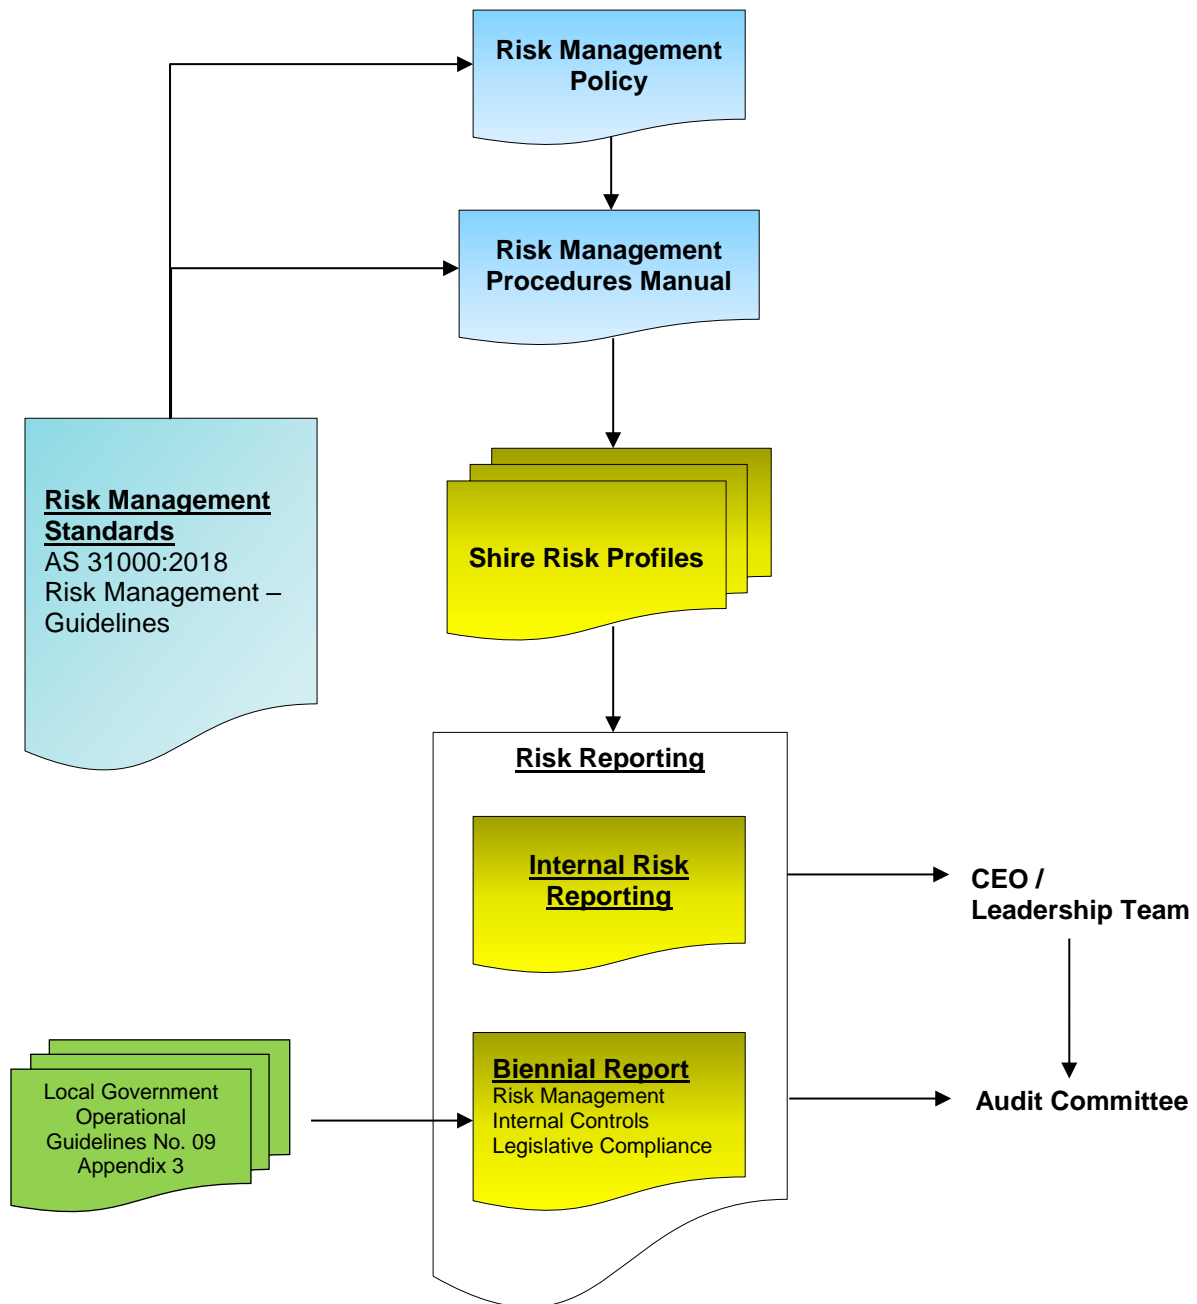 Risk Management
Policy
Risk Management
Procedures Manual
Risk Management
Standards
AS 31000:2018
Risk Management –
Guidelines
Shire Risk Profiles
Risk Reporting
Internal Risk
Reporting
CEO /
Leadership Team
Biennial Report
Risk Management
Internal Controls
Legislative Compliance
Local Government
Operational
Guidelines No. 09
Appendix 3
Audit Committee